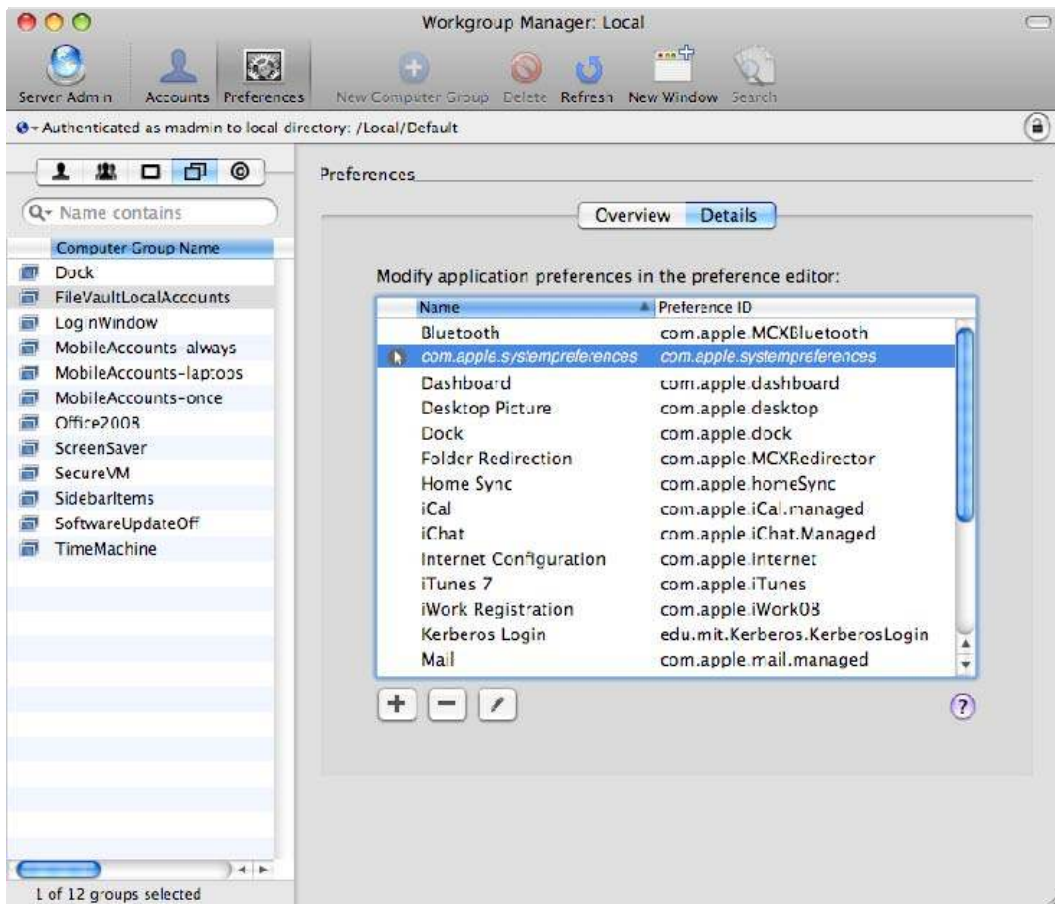 Workgroup Manager: Local
Server Admin Accounts Preferences New Computer Group Delete Refresh New Window Search
Authenticated as madmin to local directory: /Local/Default
Preferences
Name contains
Overview Details
Computer Group Name
Dock
FileVaultLocalAccounts
LoginWindow
MobileAccounts-always
MobileAccounts-laptops
MobileAccounts-once
Office2008
ScreenSaver
SecureVM
SidebarItems
SoftwareUpdateOff
TimeMachine
1 of 12 groups selected
Modify application preferences in the preference editor:
Name Preference ID
Bluetooth com.apple.MCXBluetooth
com.apple.systempreferences com.apple.systempreferences
Dashboard com.apple.dashboard
Desktop Picture com.apple.desktop
Dock com.apple.dock
Folder Redirection com.apple.MCXRedirector
Home Sync com.apple.homeSync
iCal com.apple.iCal.managed
iChat com.apple.iChat.Managed
Internet Configuration com.apple.internet
iTunes 7 com.apple.iTunes
iWork Registration com.apple.iWork08
Kerberos Login edu.mit.Kerberos.KerberosLogin
Mail com.apple.mail.managed